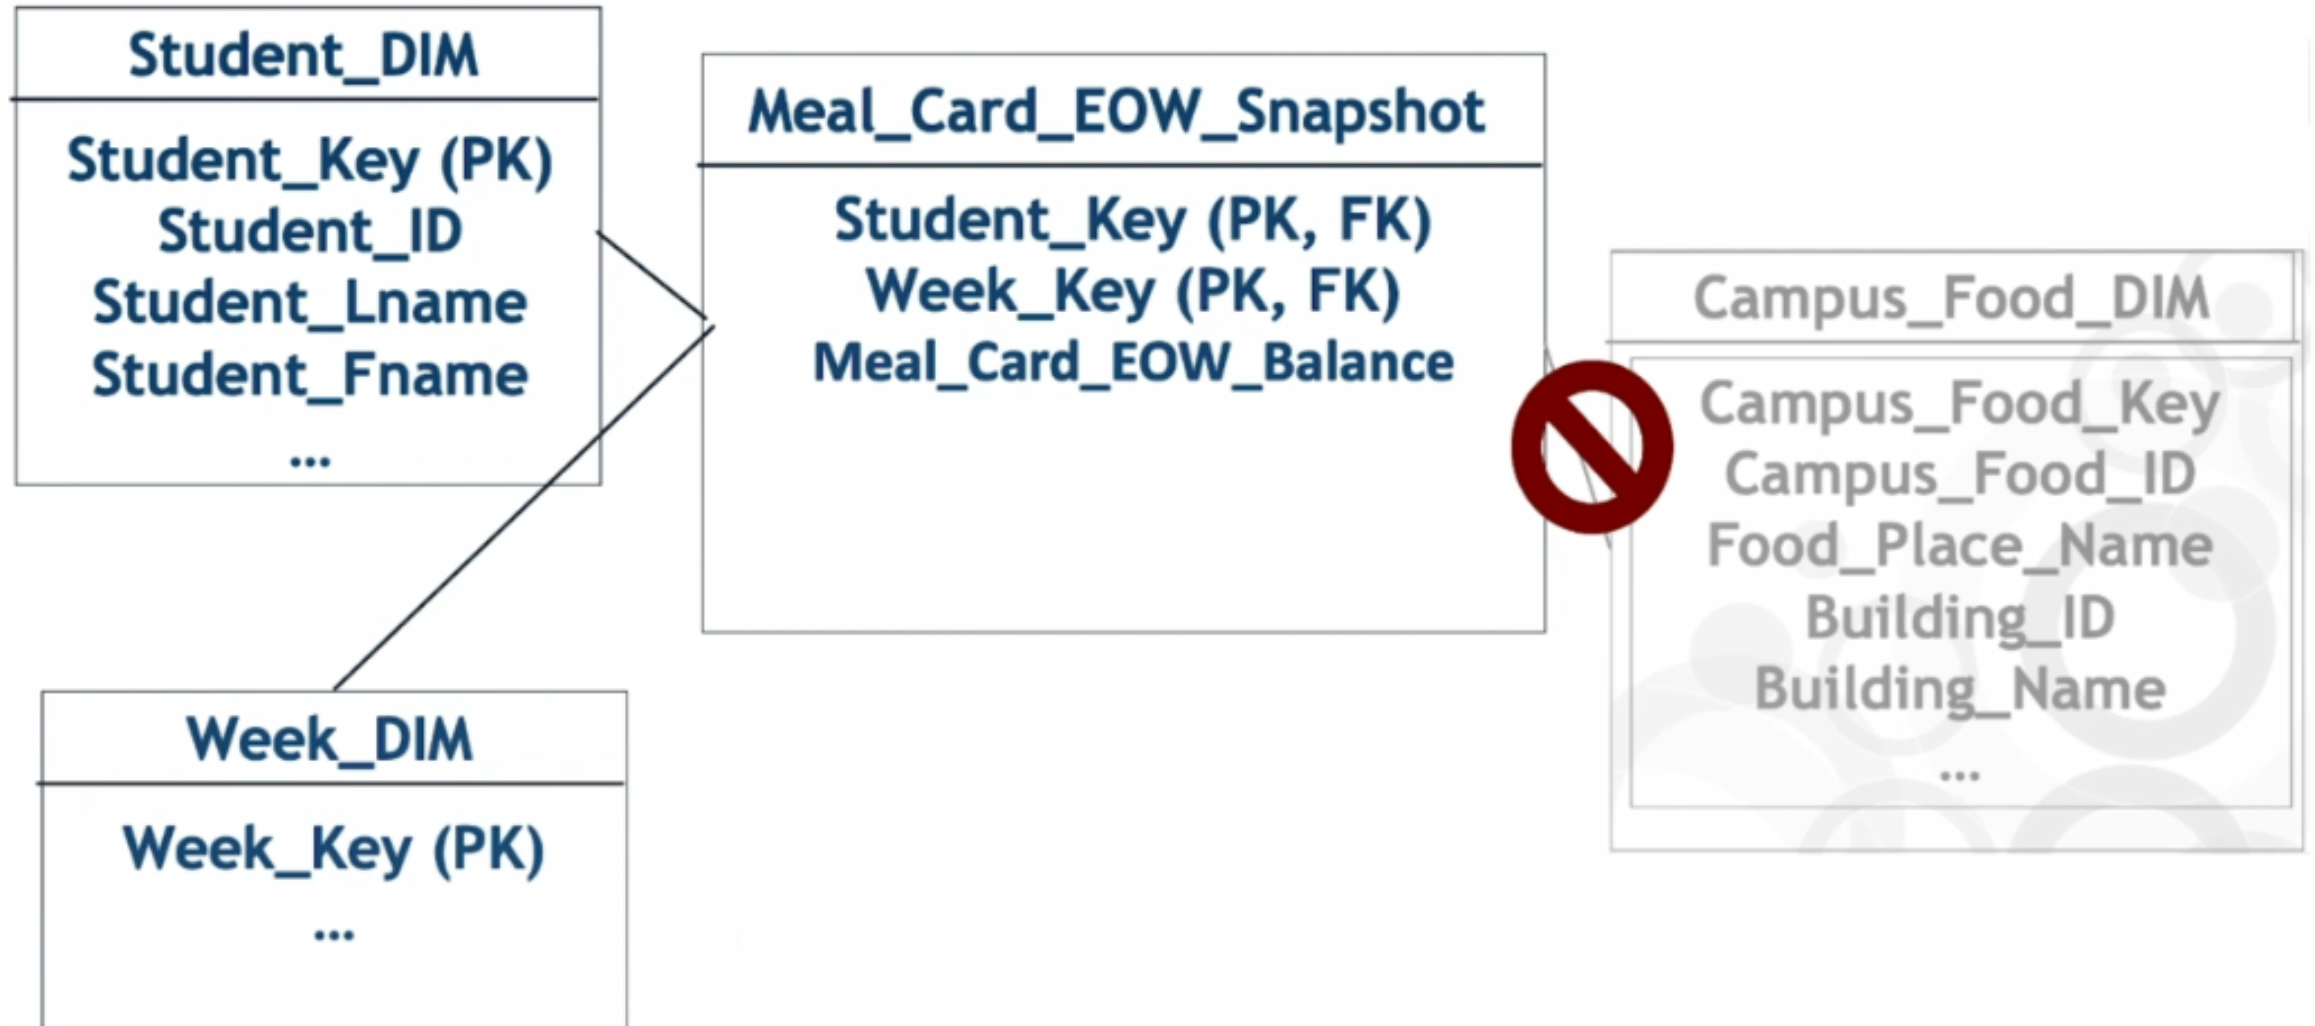 Student_DIM
Student_Key (PK)
Student_ID
Student_Lname
Student_Fname
...
Meal_Card_EOW_Snapshot
Student_Key (PK, FK)
Week_Key (PK, FK)
Meal_Card_EOW_Balance
Campus_Food_DIM
Campus_Food_Key
Campus_Food_ID
Food_Place_Name
Building_ID
Building_Name
...
Week_DIM
Week_Key (PK)
...